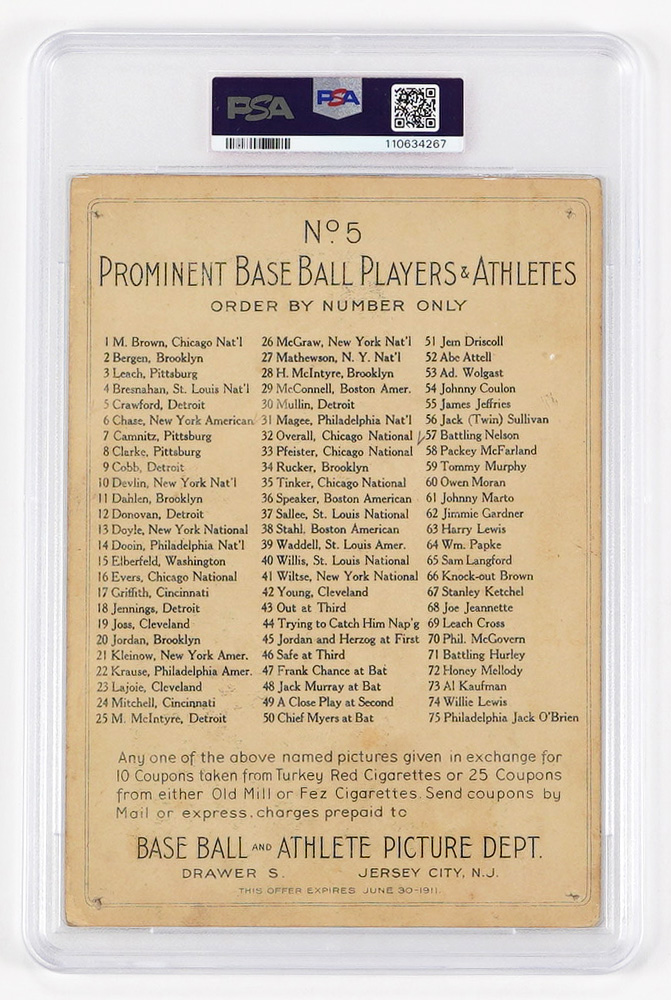 PSA PSA
110634267
Nº 5
PROMINENT BASE BALL PLAYERS & ATHLETES
ORDER BY NUMBER ONLY
1 M. Brown, Chicago Nat'l
2 Bergen, Brooklyn
3 Leach, Pittsburg
4 Bresnahan, St. Louis Nat'l
5 Crawford, Detroit
6 Chase, New York American
7 Camnitz, Pittsburg
8 Clarke, Pittsburg
9 Cobb, Detroit
10 Devlin, New York Nat'l
11 Dahlen, Brooklyn
12 Donovan, Detroit
13 Doyle, New York National
14 Dooin, Philadelphia Nat'l
15 Elberfeld, Washington
16 Evers, Chicago National
17 Griffith, Cincinnati
18 Jennings, Detroit
19 Joss, Cleveland
20 Jordan, Brooklyn
21 Kleinow, New York Amer.
22 Krause, Philadelphia Amer.
23 Lajoie, Cleveland
24 Mitchell, Cincinnati
25 M. McIntyre, Detroit
26 McGraw, New York Nat'l
27 Mathewson, N. Y. Nat'l
28 H. McIntyre, Brooklyn
29 McConnell, Boston Amer.
30 Mullin, Detroit
31 Magee, Philadelphia Nat'l
32 Overall, Chicago National
33 Pfeister, Chicago National
34 Rucker, Brooklyn
35 Tinker, Chicago National
36 Speaker, Boston American
37 Sallee, St. Louis National
38 Stahl, Boston American
39 Waddell, St. Louis Amer.
40 Willis, St. Louis National
41 Wiltse, New York National
42 Young, Cleveland
43 Out at Third
44 Trying to Catch Him Nap'g
45 Jordan and Herzog at First
46 Safe at Third
47 Frank Chance at Bat
48 Jack Murray at Bat
49 A Close Play at Second
50 Chief Myers at Bat
51 Jem Driscoll
52 Abe Attell
53 Ad. Wolgast
54 Johnny Coulon
55 James Jeffries
56 Jack (Twin) Sullivan
57 Battling Nelson
58 Packey McFarland
59 Tommy Murphy
60 Owen Moran
61 Johnny Marto
62 Jimmie Gardner
63 Harry Lewis
64 Wm. Papke
65 Sam Langford
66 Knock-out Brown
67 Stanley Ketchel
68 Joe Jeannette
69 Leach Cross
70 Phil. McGovern
71 Battling Hurley
72 Honey Mellody
73 Al Kaufman
74 Willie Lewis
75 Philadelphia Jack O'Brien
Any one of the above named pictures given in exchange for
10 Coupons taken from Turkey Red Cigarettes or 25 Coupons
from either Old Mill or Fez Cigarettes. Send coupons by
Mail or express, charges prepaid to
BASE BALL AND ATHLETE PICTURE DEPT.
DRAWER S. JERSEY CITY, N.J.
THIS OFFER EXPIRES JUNE 30-1911.